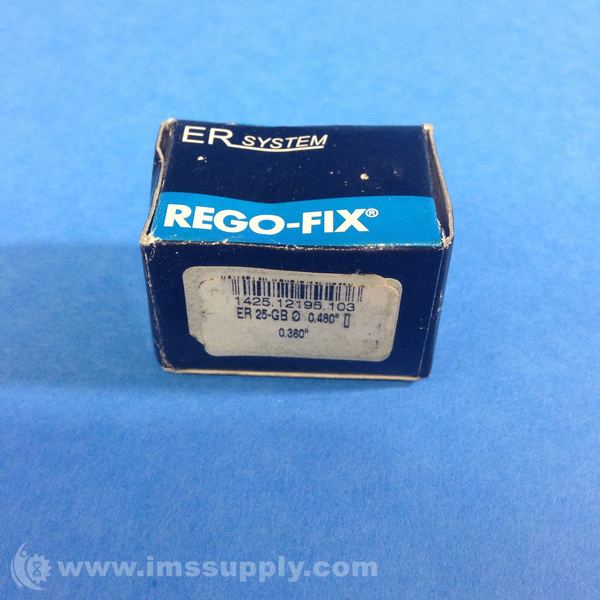 ER SYSTEM
REGO-FIX®
1425.12195.103
ER 25-GB Ø 0.480" ▯
0.360"
www.imssupply.com